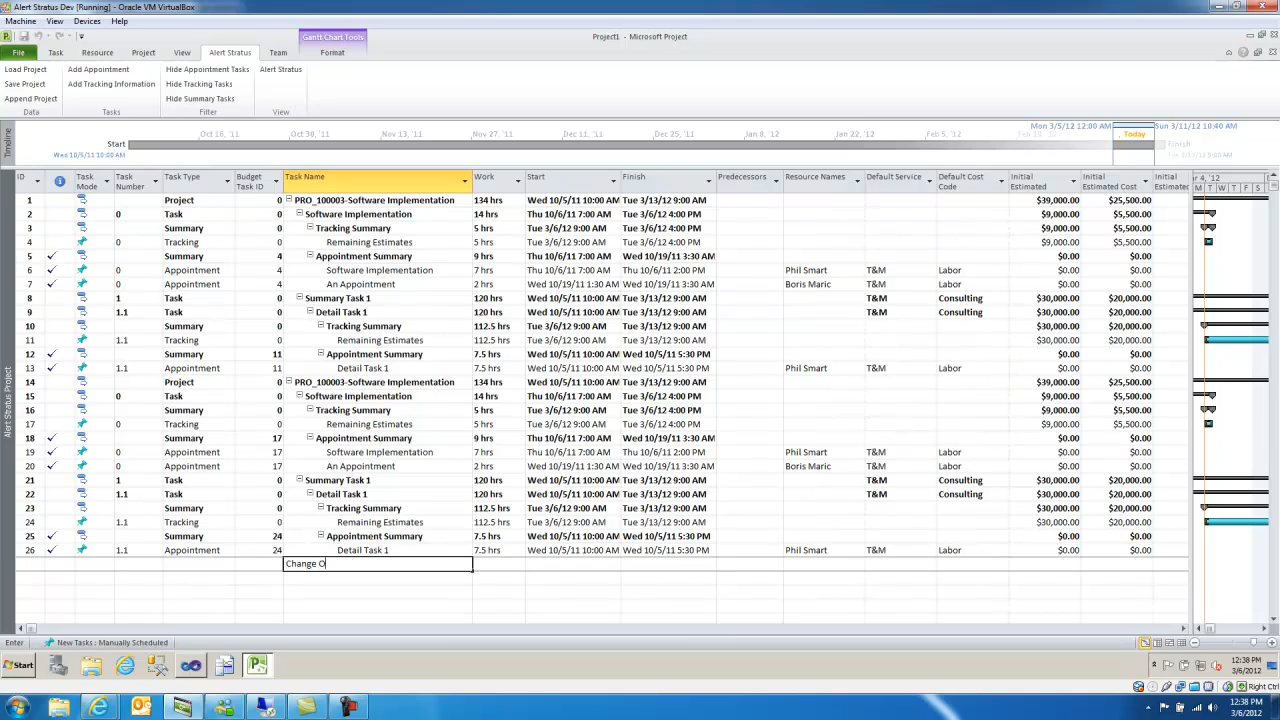 Alert Status Dev [Running] - Oracle VM VirtualBox
Machine View Devices Help
Gantt Chart Tools
Project1 - Microsoft Project
File Task Resource Project View Alert Status Team Format
Load Project Add Appointment Hide Appointment Tasks Alert Status
Save Project Add Tracking Information Hide Tracking Tasks
Append Project Hide Summary Tasks
Data Tasks Filter View
Mon 3/5/12 12:00 AM Sun 3/11/12 10:40 AM
Oct 16, '11 Oct 30, '11 Nov 13, '11 Nov 27, '11 Dec 11, '11 Dec 25, '11 Jan 8, '12 Jan 22, '12 Feb 5, '12 Feb 19, '12 Today
Timeline
Start
Wed 10/5/11 10:00 AM
Finish
Tue 3/13/12 9:00 AM
ID Task Mode Task Number Task Type Budget Task ID Task Name Work Start Finish Predecessors Resource Names Default Service Default Cost Code Initial Estimated Initial Estimated Cost Initial Estimated
ar 4, '12
M T W T F S
1 Project 0 PRO_100003-Software Implementation 134 hrs Wed 10/5/11 10:00 AM Tue 3/13/12 9:00 AM $39,000.00 $25,500.00
2 0 Task 0 Software Implementation 14 hrs Thu 10/6/11 7:00 AM Tue 3/6/12 4:00 PM $9,000.00 $5,500.00
3 Summary 0 Tracking Summary 5 hrs Tue 3/6/12 9:00 AM Tue 3/6/12 4:00 PM $9,000.00 $5,500.00
4 0 Tracking 0 Remaining Estimates 5 hrs Tue 3/6/12 9:00 AM Tue 3/6/12 4:00 PM $9,000.00 $5,500.00
5 Summary 4 Appointment Summary 9 hrs Thu 10/6/11 7:00 AM Wed 10/19/11 3:30 AM $0.00 $0.00
6 0 Appointment 4 Software Implementation 7 hrs Thu 10/6/11 7:00 AM Thu 10/6/11 2:00 PM Phil Smart T&M Labor $0.00 $0.00
7 0 Appointment 4 An Appointment 2 hrs Wed 10/19/11 1:30 AM Wed 10/19/11 3:30 AM Boris Maric T&M Labor $0.00 $0.00
8 1 Task 0 Summary Task 1 120 hrs Wed 10/5/11 10:00 AM Tue 3/13/12 9:00 AM T&M Consulting $30,000.00 $20,000.00
9 1.1 Task 0 Detail Task 1 120 hrs Wed 10/5/11 10:00 AM Tue 3/13/12 9:00 AM T&M Consulting $30,000.00 $20,000.00
10 Summary 0 Tracking Summary 112.5 hrs Tue 3/6/12 9:00 AM Tue 3/13/12 9:00 AM $30,000.00 $20,000.00
11 1.1 Tracking 0 Remaining Estimates 112.5 hrs Tue 3/6/12 9:00 AM Tue 3/13/12 9:00 AM $30,000.00 $20,000.00
12 Summary 11 Appointment Summary 7.5 hrs Wed 10/5/11 10:00 AM Wed 10/5/11 5:30 PM $0.00 $0.00
13 1.1 Appointment 11 Detail Task 1 7.5 hrs Wed 10/5/11 10:00 AM Wed 10/5/11 5:30 PM Phil Smart T&M Labor $0.00 $0.00
14 Project 0 PRO_100003-Software Implementation 134 hrs Wed 10/5/11 10:00 AM Tue 3/13/12 9:00 AM $39,000.00 $25,500.00
15 0 Task 0 Software Implementation 14 hrs Thu 10/6/11 7:00 AM Tue 3/6/12 4:00 PM $9,000.00 $5,500.00
16 Summary 0 Tracking Summary 5 hrs Tue 3/6/12 9:00 AM Tue 3/6/12 4:00 PM $9,000.00 $5,500.00
17 0 Tracking 0 Remaining Estimates 5 hrs Tue 3/6/12 9:00 AM Tue 3/6/12 4:00 PM $9,000.00 $5,500.00
18 Summary 17 Appointment Summary 9 hrs Thu 10/6/11 7:00 AM Wed 10/19/11 3:30 AM $0.00 $0.00
19 0 Appointment 17 Software Implementation 7 hrs Thu 10/6/11 7:00 AM Thu 10/6/11 2:00 PM Phil Smart T&M Labor $0.00 $0.00
20 0 Appointment 17 An Appointment 2 hrs Wed 10/19/11 1:30 AM Wed 10/19/11 3:30 AM Boris Maric T&M Labor $0.00 $0.00
21 1 Task 0 Summary Task 1 120 hrs Wed 10/5/11 10:00 AM Tue 3/13/12 9:00 AM T&M Consulting $30,000.00 $20,000.00
22 1.1 Task 0 Detail Task 1 120 hrs Wed 10/5/11 10:00 AM Tue 3/13/12 9:00 AM T&M Consulting $30,000.00 $20,000.00
23 Summary 0 Tracking Summary 112.5 hrs Tue 3/6/12 9:00 AM Tue 3/13/12 9:00 AM $30,000.00 $20,000.00
24 1.1 Tracking 0 Remaining Estimates 112.5 hrs Tue 3/6/12 9:00 AM Tue 3/13/12 9:00 AM $30,000.00 $20,000.00
25 Summary 24 Appointment Summary 7.5 hrs Wed 10/5/11 10:00 AM Wed 10/5/11 5:30 PM $0.00 $0.00
26 1.1 Appointment 24 Detail Task 1 7.5 hrs Wed 10/5/11 10:00 AM Wed 10/5/11 5:30 PM Phil Smart T&M Labor $0.00 $0.00
Change O
Alert Status Project
Enter New Tasks : Manually Scheduled
Start 12:38 PM
3/6/2012
Right Ctrl
12:38 PM
3/6/2012